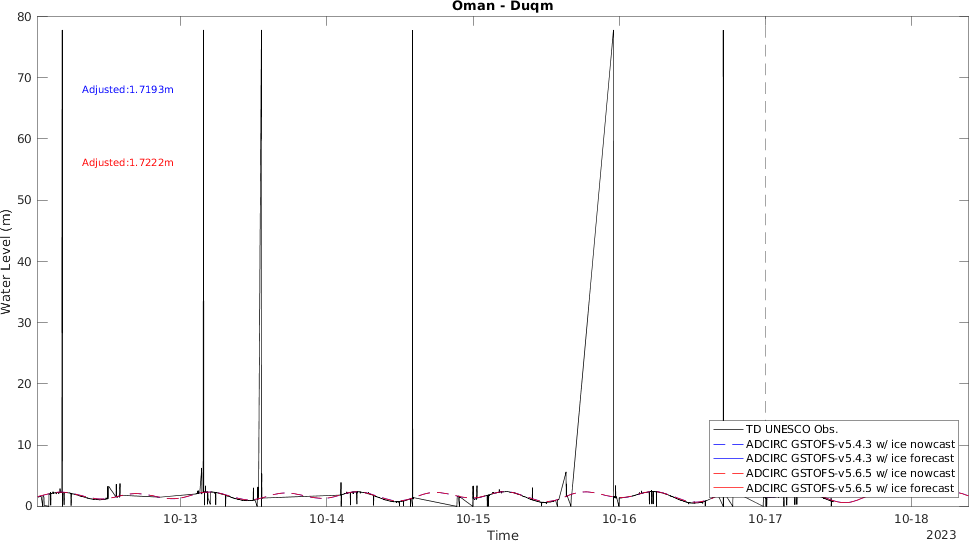 Oman - Duqm
80
70
60
50
40
30
20
10
0
Water Level (m)
Adjusted:1.7193m
Adjusted:1.7222m
TD UNESCO Obs.
ADCIRC GSTOFS-v5.4.3 w/ ice nowcast
ADCIRC GSTOFS-v5.4.3 w/ ice forecast
ADCIRC GSTOFS-v5.6.5 w/ ice nowcast
ADCIRC GSTOFS-v5.6.5 w/ ice forecast
10-13 10-14 10-15 10-16 10-17 10-18
Time
2023